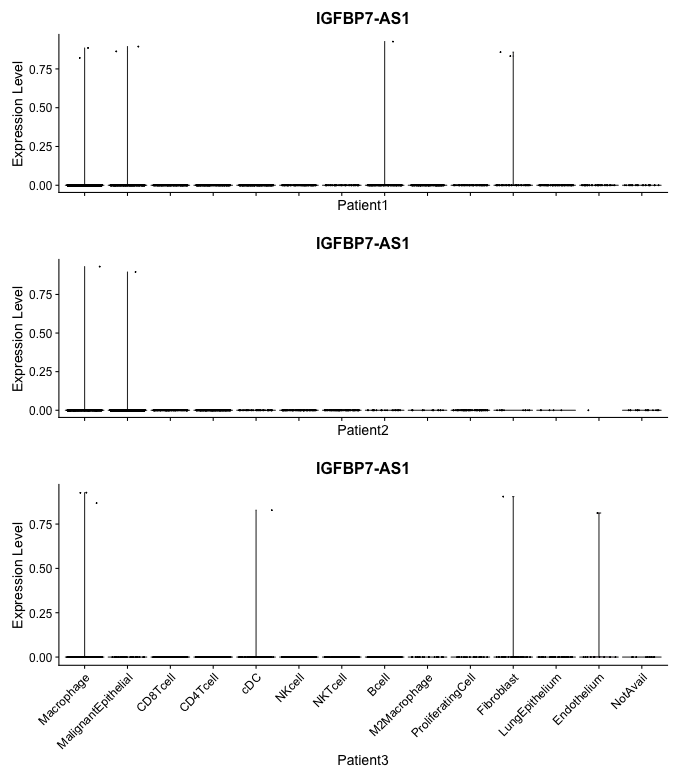 IGFBP7-AS1
Expression Level
0.75
0.50
0.25
0.00
Patient1
IGFBP7-AS1
Expression Level
0.75
0.50
0.25
0.00
Patient2
IGFBP7-AS1
Expression Level
0.75
0.50
0.25
0.00
Macrophage
MalignantEpithelial
CD8Tcell
CD4Tcell
cDC
NKcell
NKTcell
Bcell
M2Macrophage
ProliferatingCell
Fibroblast
LungEpithelium
Endothelium
NotAvail
Patient3